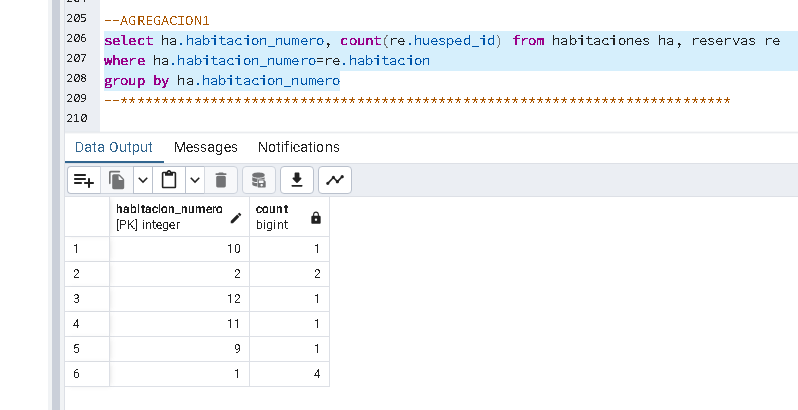 205 --AGREGACION1
206 select ha.habitacion_numero, count(re.huesped_id) from habitaciones ha, reservas re
207 where ha.habitacion_numero=re.habitacion
208 group by ha.habitacion_numero
209 --***************************************************************************
210
Data Output Messages Notifications
habitacion_numero count
[PK] integer bigint
1 10 1
2 2 2
3 12 1
4 11 1
5 9 1
6 1 4